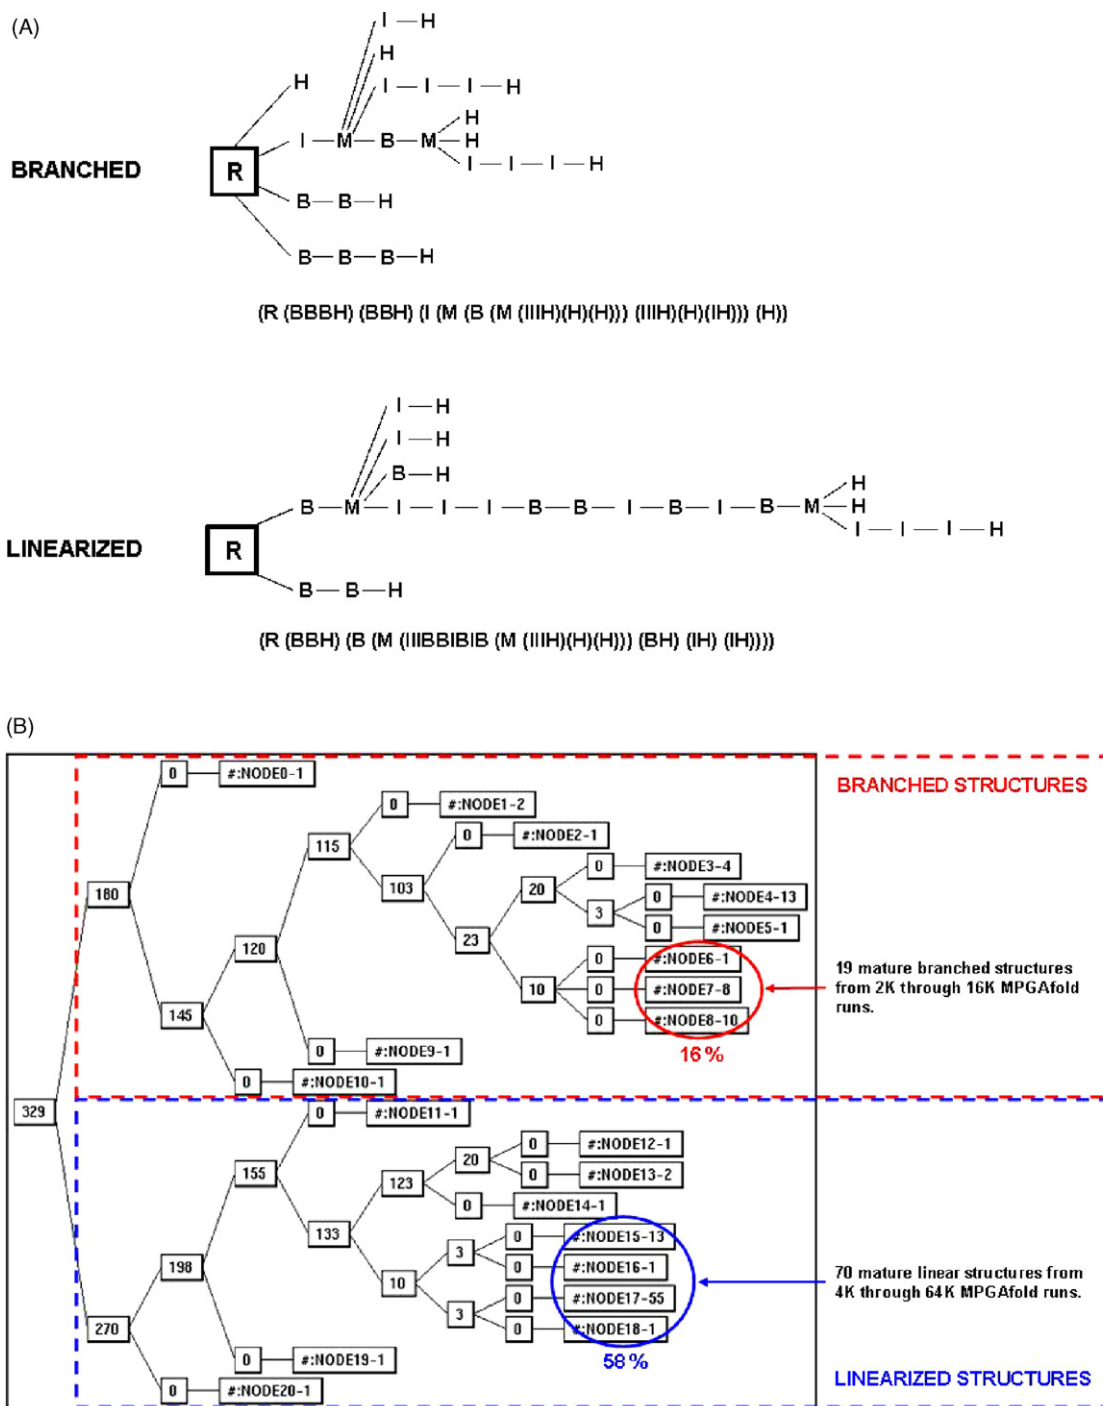 (A)
I — H
H
H
I — I — I — H
H
I — M — B — M — H
BRANCHED
R
I — I — I — H
B — B — H
B — B — B — H
(R (BBBH) (BBH) (I (M (B (M (IIIH)(H)(H))) (IIIH)(H)(IH))) (H))
I — H
I — H
B — H
H
B — M — I — I — I — B — B — I — B — I — B — M — H
I — I — I — H
LINEARIZED
R
B — B — H
(R (BBH) (B (M (IIIBBIBIB (M (IIIH)(H)(H))) (BH) (IH) (IH))))
(B)
0 #:NODE0-1
BRANCHED STRUCTURES
0 #:NODE1-2
115
0 #:NODE2-1
180
103
20
0 #:NODE3-4
3
0 #:NODE4-13
0 #:NODE5-1
120
23
0 #:NODE6-1
10
0 #:NODE7-8
0 #:NODE8-10
19 mature branched structures
from 2K through 16K MPGAfold
runs.
145
16%
0 #:NODE9-1
0 #:NODE10-1
329
0 #:NODE11-1
155
20
0 #:NODE12-1
0 #:NODE13-2
123
0 #:NODE14-1
133
3
0 #:NODE15-13
0 #:NODE16-1
198
10
3
0 #:NODE17-55
0 #:NODE18-1
70 mature linear structures from
4K through 64K MPGAfold runs.
270
58%
0 #:NODE19-1
0 #:NODE20-1
LINEARIZED STRUCTURES